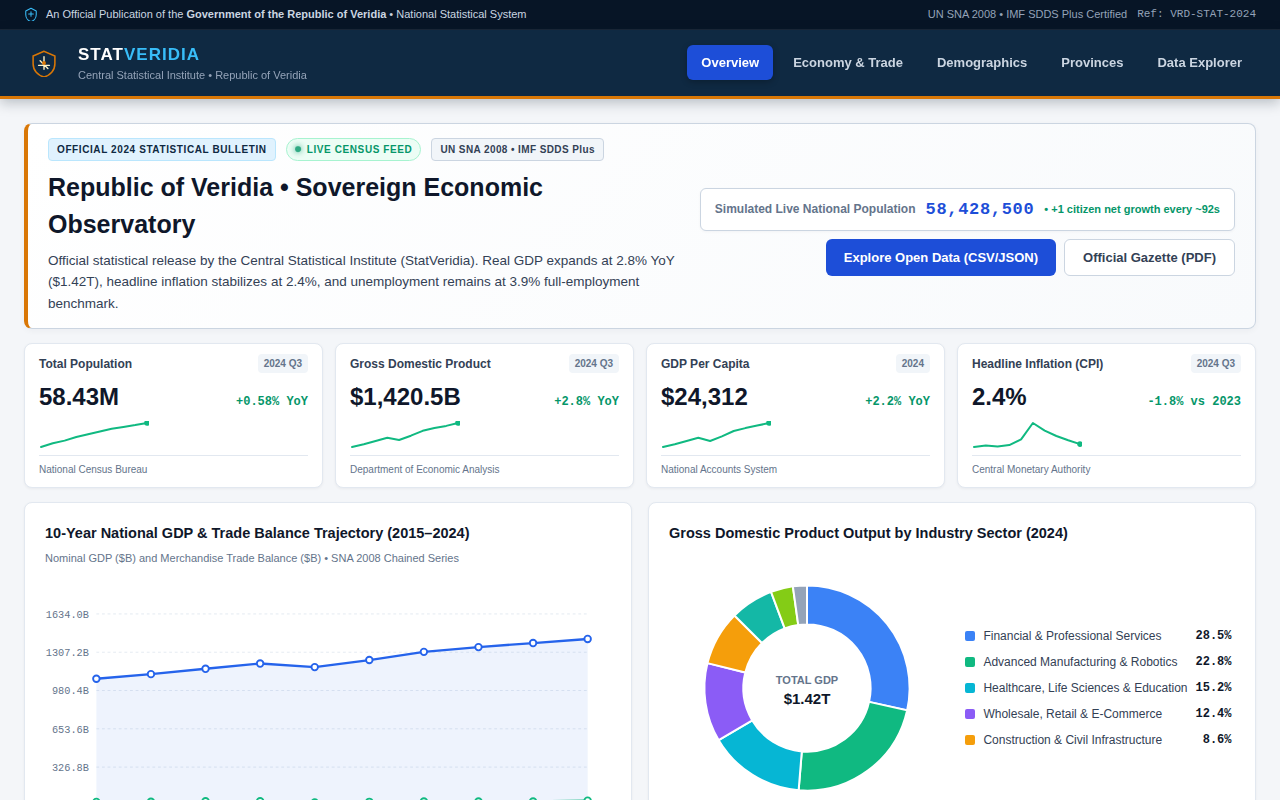 An Official Publication of the Government of the Republic of Veridia • National Statistical System
UN SNA 2008 • IMF SDDS Plus Certified
Ref: VRD-STAT-2024
STATVERIDIA
Central Statistical Institute • Republic of Veridia
Overview
Economy & Trade
Demographics
Provinces
Data Explorer
OFFICIAL 2024 STATISTICAL BULLETIN
LIVE CENSUS FEED
UN SNA 2008 • IMF SDDS Plus
Republic of Veridia • Sovereign Economic
Observatory
Official statistical release by the Central Statistical Institute (StatVeridia). Real GDP expands at 2.8% YoY
($1.42T), headline inflation stabilizes at 2.4%, and unemployment remains at 3.9% full-employment
benchmark.
Simulated Live National Population 58,428,500 • +1 citizen net growth every ~92s
Explore Open Data (CSV/JSON)
Official Gazette (PDF)
Total Population
2024 Q3
58.43M
+0.58% YoY
National Census Bureau
Gross Domestic Product
2024 Q3
$1,420.5B
+2.8% YoY
Department of Economic Analysis
GDP Per Capita
2024
$24,312
+2.2% YoY
National Accounts System
Headline Inflation (CPI)
2024 Q3
2.4%
-1.8% vs 2023
Central Monetary Authority
10-Year National GDP & Trade Balance Trajectory (2015–2024)
Nominal GDP ($B) and Merchandise Trade Balance ($B) • SNA 2008 Chained Series
1634.0B
1307.2B
980.4B
653.6B
326.8B
Gross Domestic Product Output by Industry Sector (2024)
TOTAL GDP
$1.42T
Financial & Professional Services 28.5%
Advanced Manufacturing & Robotics 22.8%
Healthcare, Life Sciences & Education 15.2%
Wholesale, Retail & E-Commerce 12.4%
Construction & Civil Infrastructure 8.6%